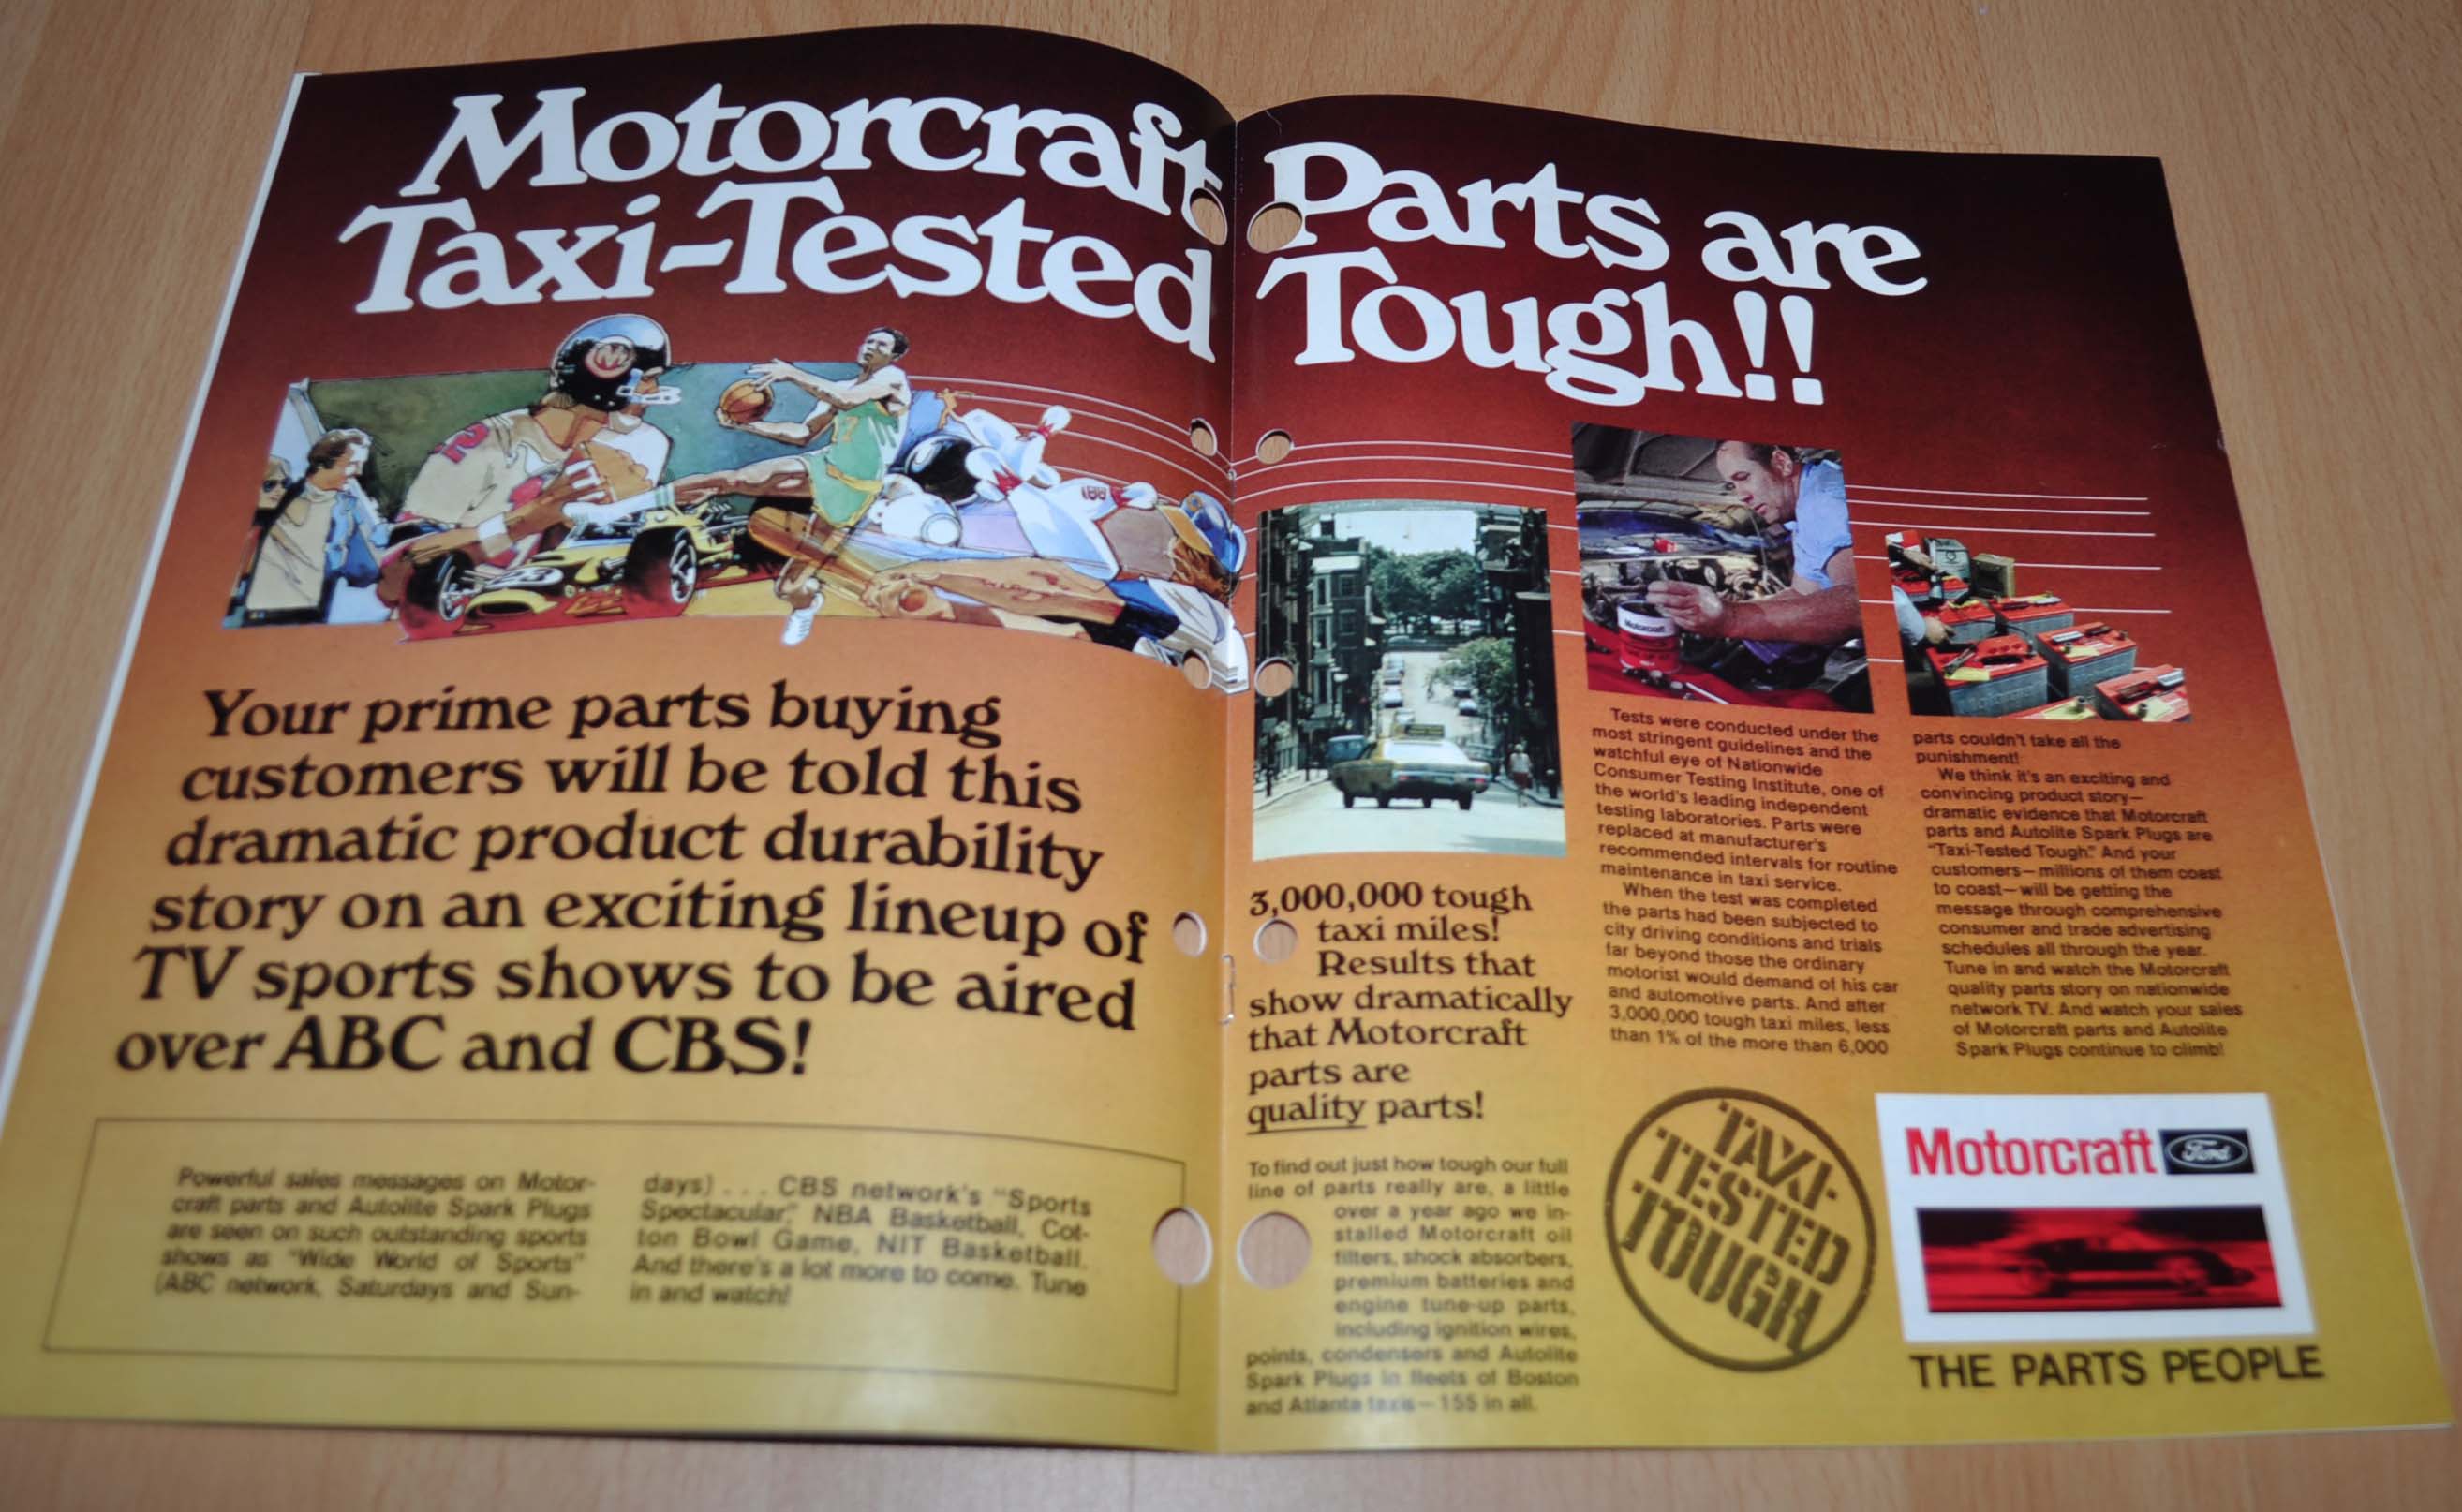 Motorcraft Parts are
Taxi-Tested Tough!!
Your prime parts buying
customers will be told this
dramatic product durability
story on an exciting lineup of
TV sports shows to be aired
over ABC and CBS!
Powerful sales messages on Motor-
craft parts and Autolite Spark Plugs
are seen on such outstanding sports
shows as "Wide World of Sports"
(ABC network, Saturdays and Sun-
days) . . . CBS network's "Sports
Spectacular," NBA Basketball, Cot-
ton Bowl Game, NIT Basketball.
And there's a lot more to come. Tune
in and watch!
3,000,000 tough
taxi miles!
Results that
show dramatically
that Motorcraft
parts are
quality parts!
To find out just how tough our full
line of parts really are, a little
over a year ago we in-
stalled Motorcraft oil
filters, shock absorbers,
premium batteries and
engine tune-up parts,
including ignition wires,
points, condensers and Autolite
Spark Plugs in fleets of Boston
and Atlanta taxis — 155 in all.
Motorcraft
Tests were conducted under the
most stringent guidelines and the
watchful eye of Nationwide
Consumer Testing Institute, one of
the world's leading independent
testing laboratories. Parts were
replaced at manufacturer's
recommended intervals for routine
maintenance in taxi service.
When the test was completed
the parts had been subjected to
city driving conditions and trials
far beyond those the ordinary
motorist would demand of his car
and automotive parts. And after
3,000,000 tough taxi miles, less
than 1% of the more than 6,000
parts couldn't take all the
punishment!
We think it's an exciting and
convincing product story—
dramatic evidence that Motorcraft
parts and Autolite Spark Plugs are
"Taxi-Tested Tough." And your
customers—millions of them coast
to coast—will be getting the
message through comprehensive
consumer and trade advertising
schedules all through the year.
Tune in and watch the Motorcraft
quality parts story on nationwide
network TV. And watch your sales
of Motorcraft parts and Autolite
Spark Plugs continue to climb!
TAXI-
TESTED
TOUGH
Motorcraft Ford
THE PARTS PEOPLE